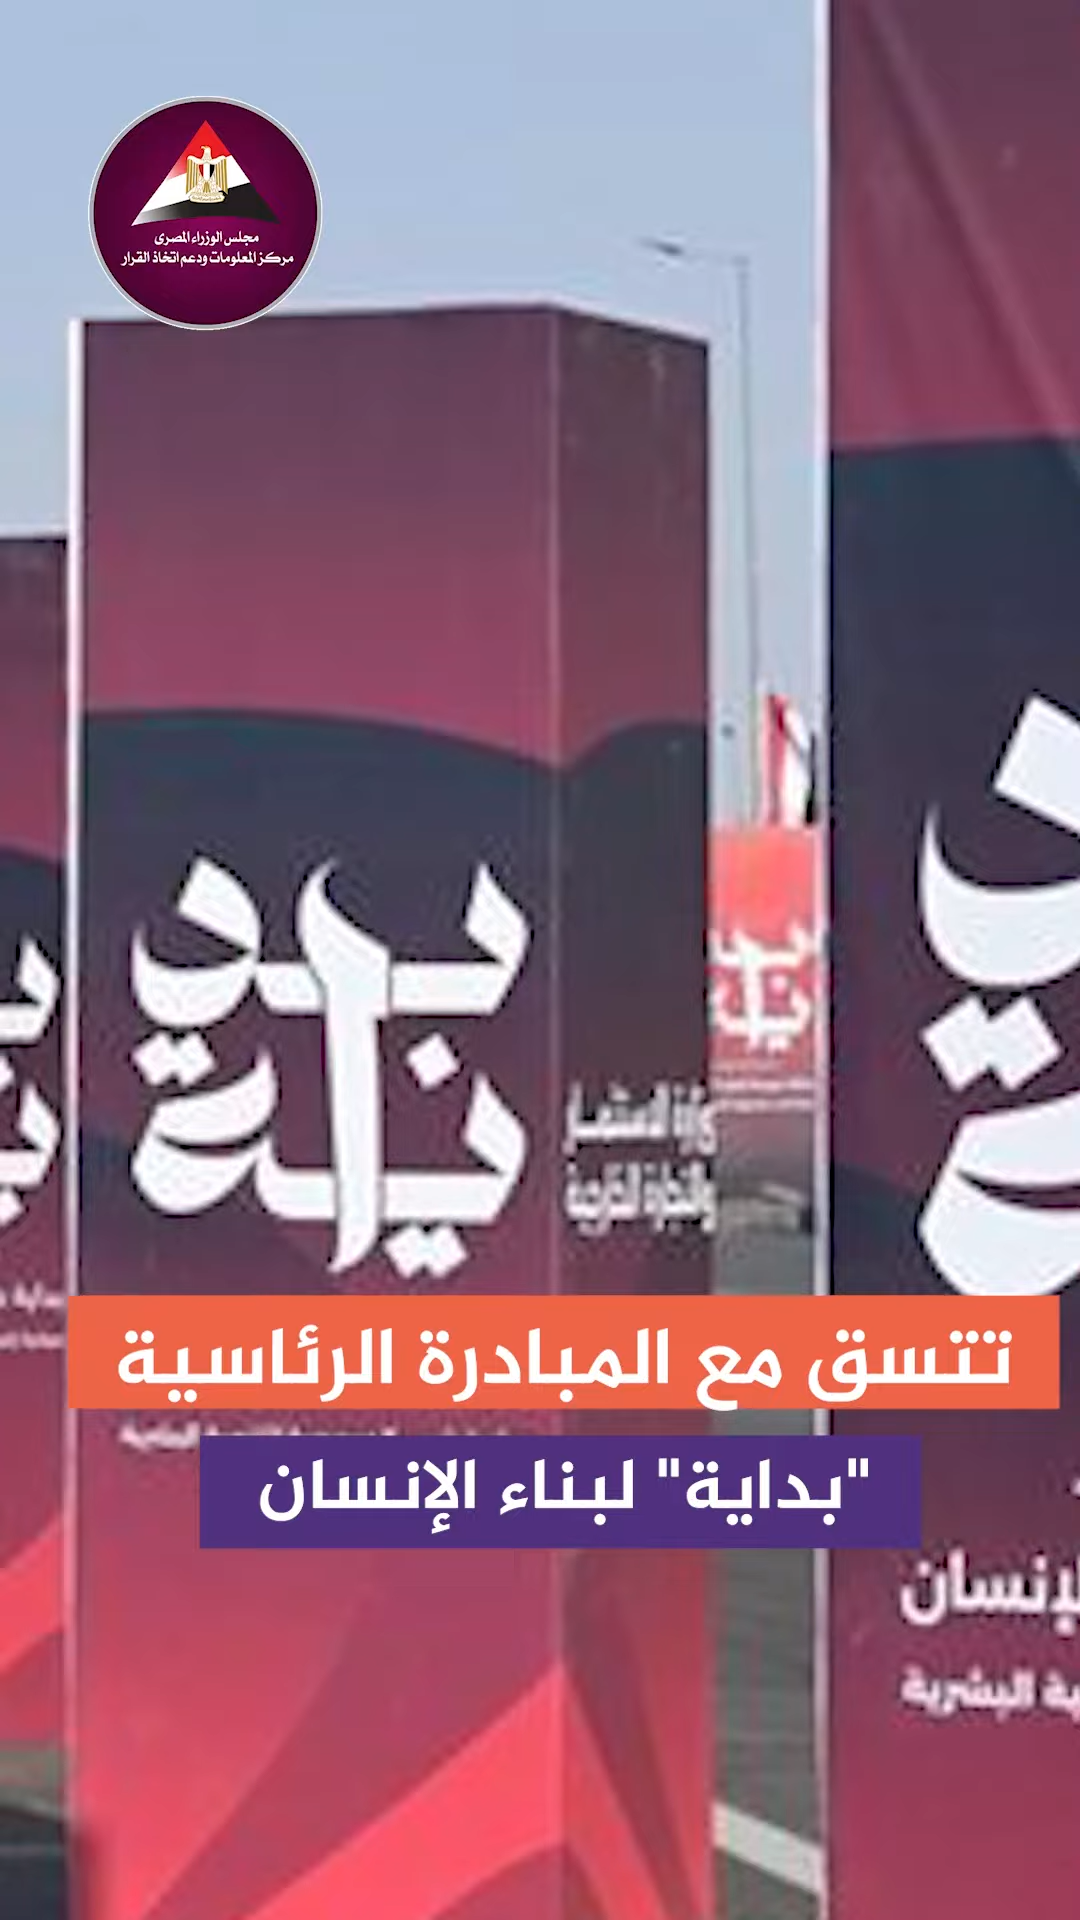 مجلس الوزراء المصرى
مركز المعلومات ودعم اتخاذ القرار
بداية
وزارة الاستثمار
والتجارة الخارجية
بداية
تتسق مع المبادرة الرئاسية
"بداية" لبناء الإنسان
الإنسان
البشرية